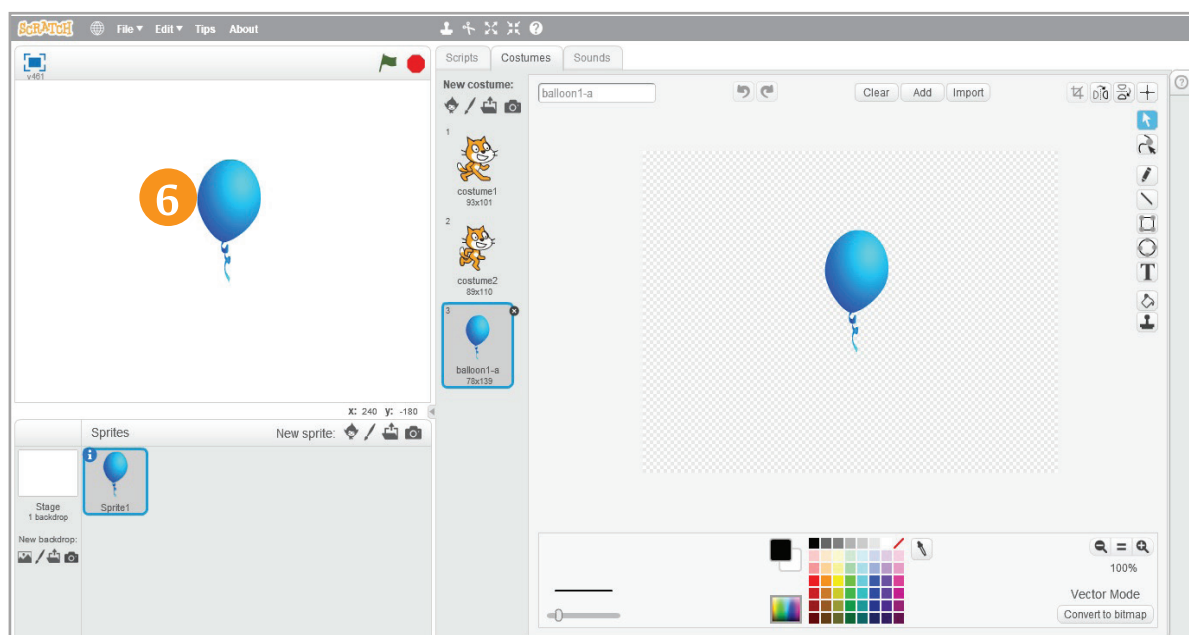 SCRATCH File Edit Tips About
v461
6
x: 240 y: -180
Sprites New sprite:
Stage
1 backdrop
New backdrop:
Sprite1
Scripts Costumes Sounds
New costume:
1
costume1
93x101
2
costume2
89x110
3
balloon1-a
78x139
balloon1-a Clear Add Import
T
100%
Vector Mode
Convert to bitmap